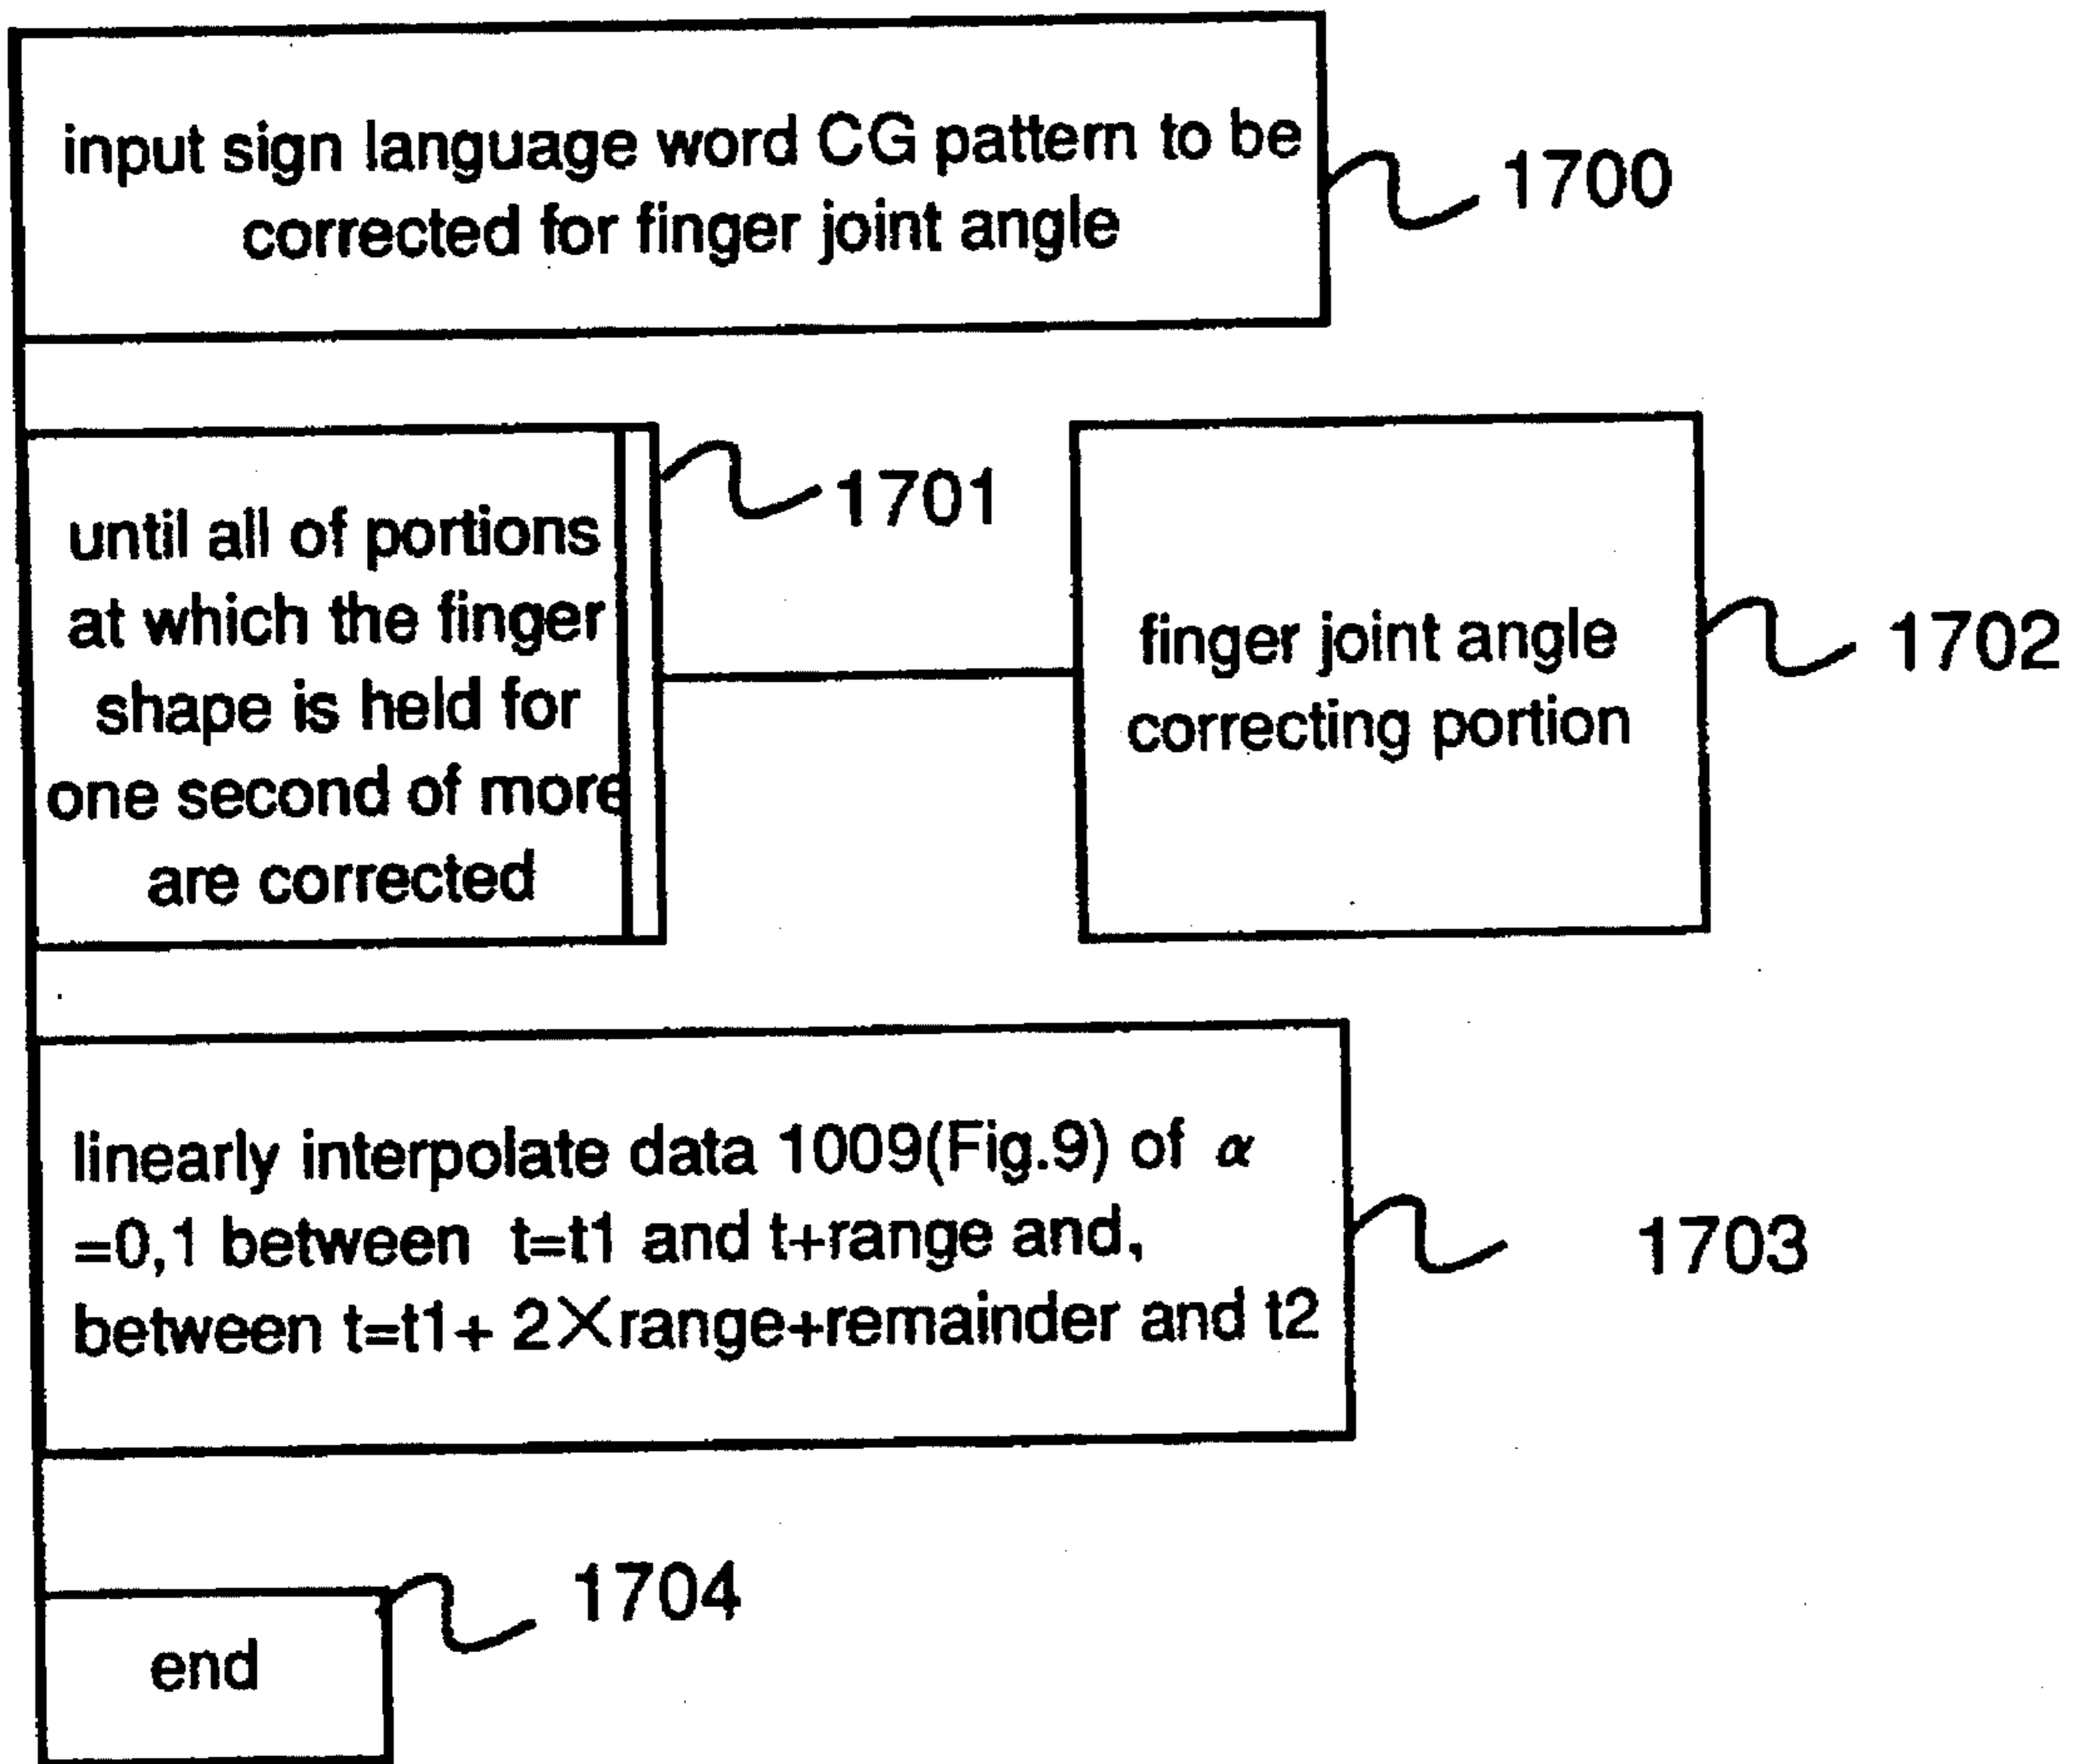 input sign language word CG pattern to be
corrected for finger joint angle
1700
until all of portions
at which the finger
shape is held for
one second of more
are corrected
1701
finger joint angle
correcting portion
1702
linearly interpolate data 1009(Fig.9) of α
=0,1 between t=t1 and t+range and,
between t=t1+ 2×range+remainder and t2
1703
end
1704